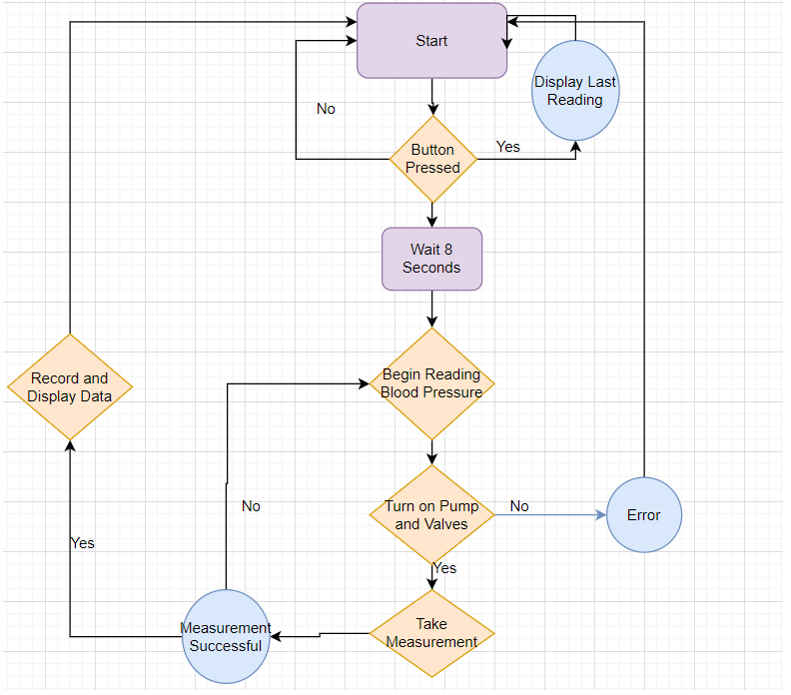 Start
Display Last
Reading
No
Button
Pressed
Yes
Wait 8
Seconds
Begin Reading
Blood Pressure
Record and
Display Data
No
Turn on Pump
and Valves
No
Error
Yes
Yes
Take
Measurement
Measurement
Successful